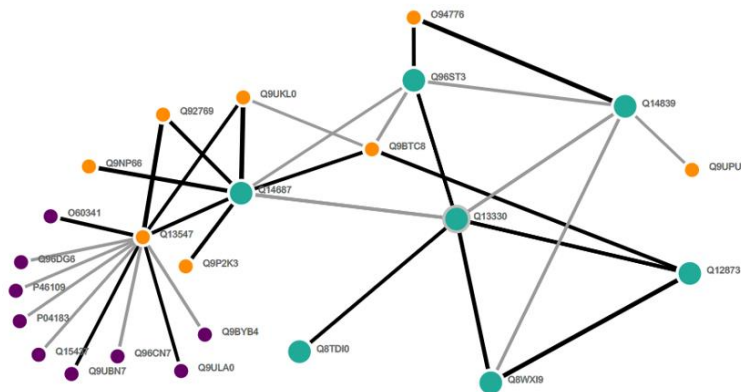 O94776
Q96ST3
Q14839
Q9UKL0
Q92769
Q9BTC8
Q9NP66
Q9UPU
Q14687
O60341
Q13330
Q13547
Q96DG6
Q9P2K3
Q12873
P46109
P04183
Q9BYB4
Q8TDI0
Q96CN7
Q9UBN7
Q9ULA0
Q8WXI9